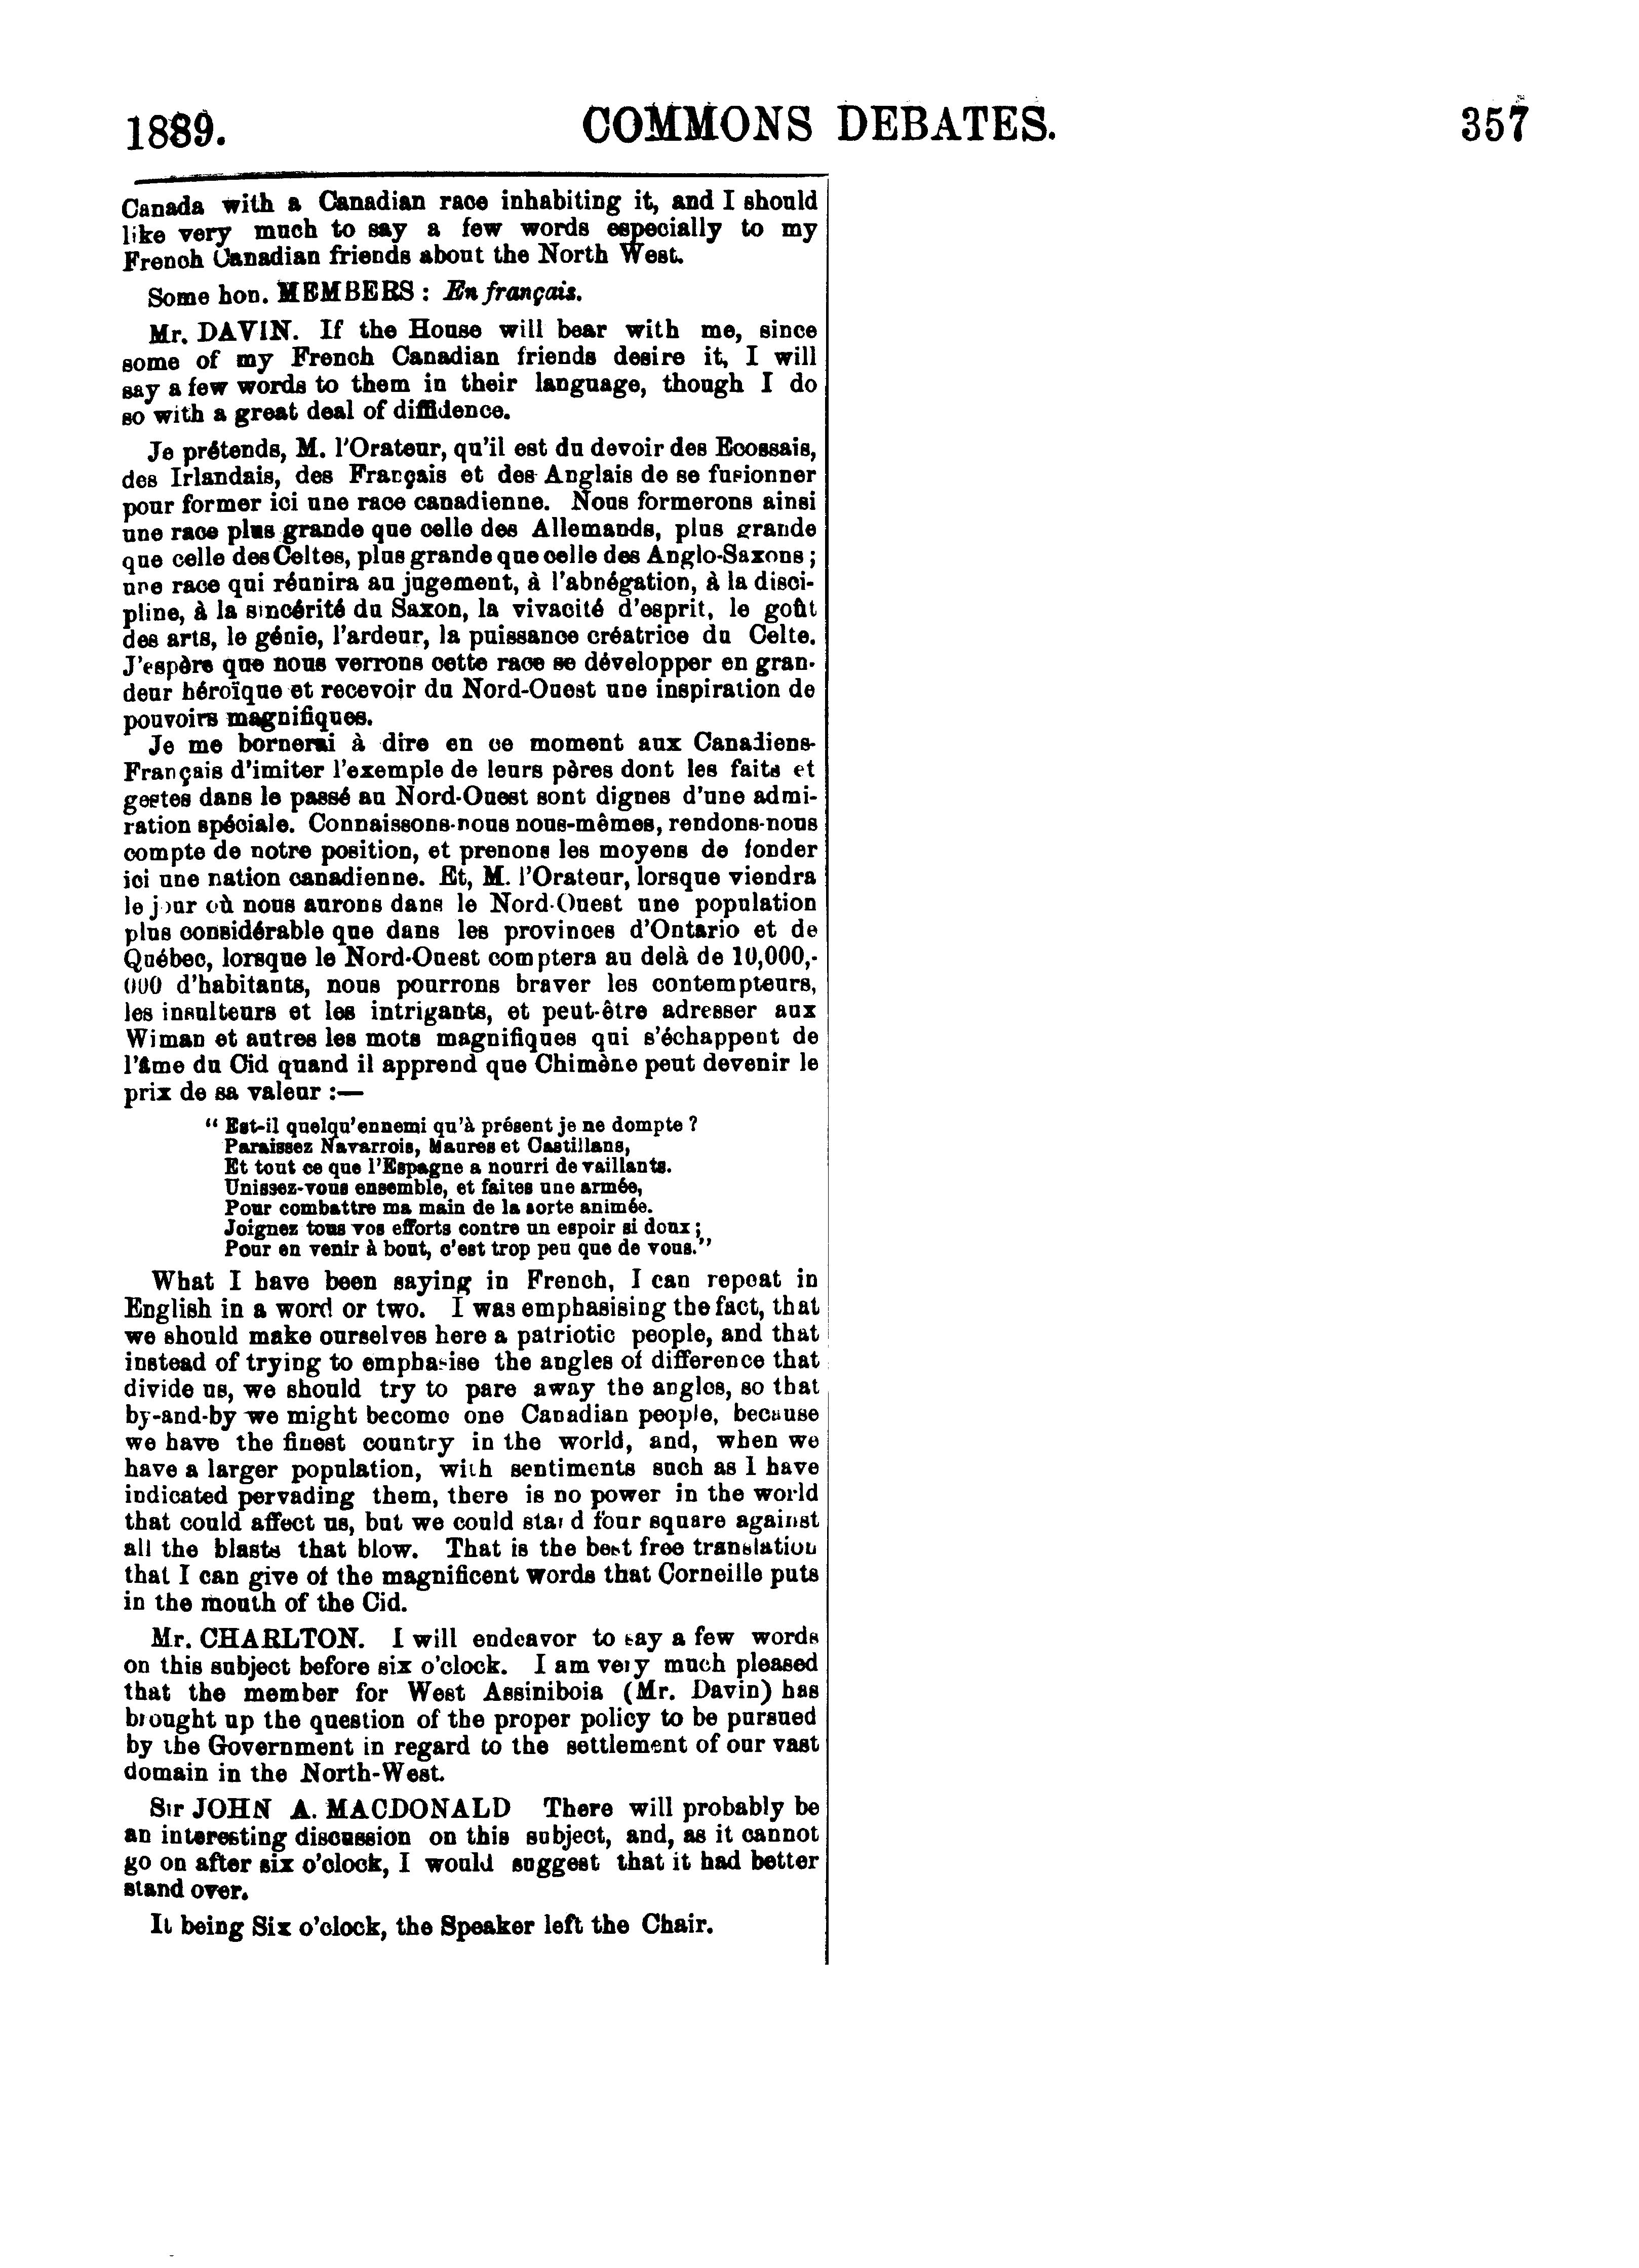 1889.
COMMONS DEBATES.
357
Canada with a Canadian race inhabiting it, and I should
like very much to say a few words especially to my
French Canadian friends about the North West.
Some hon. MEMBERS: En français.
Mr. DAVIN. If the House will bear with me, since
some of my French Canadian friends desire it, I will
say a few words to them in their language, though I do
so with a great deal of diffidence.
Je prétends, M. l'Orateur, qu'il est du devoir des Ecossais,
des Irlandais, des Français et des Anglais de se fusionner
pour former ici une race canadienne. Nous formerons ainsi
une race plus grande que celle des Allemands, plus grande
que celle des Celtes, plus grande que celle des Anglo-Saxons;
une race qui réunira au jugement, à l'abnégation, à la disci-
pline, à la sincérité du Saxon, la vivacité d'esprit, le goût
des arts, le génie, l'ardeur, la puissance créatrice du Celte.
J'espère que nous verrons cette race se développer en gran-
deur héroïque et recevoir du Nord-Ouest une inspiration de
pouvoirs magnifiques.
Je me bornerai à dire en ce moment aux Canadiens-
Français d'imiter l'exemple de leurs pères dont les faits et
gestes dans le passé au Nord-Ouest sont dignes d'une admi-
ration spéciale. Connaissons-nous nous-mêmes, rendons-nous
compte de notre position, et prenons les moyens de fonder
ici une nation canadienne. Et, M. l'Orateur, lorsque viendra
le jour où nous aurons dans le Nord-Ouest une population
plus considérable que dans les provinces d'Ontario et de
Québec, lorsque le Nord-Ouest comptera au delà de 10,000,-
000 d'habitants, nous pourrons braver les contempteurs,
les insulteurs et les intrigants, et peut-être adresser aux
Wiman et autres les mots magnifiques qui s'échappent de
l'âme du Cid quand il apprend que Chimène peut devenir le
prix de sa valeur :—
" Est-il quelqu'ennemi qu'à présent je ne dompte ?
Paraissez Navarrois, Maures et Castillans,
Et tout ce que l'Espagne a nourri de vaillants.
Unissez-vous ensemble, et faites une armée,
Pour combattre ma main de la sorte animée.
Joignez tous vos efforts contre un espoir si doux ;
Pour en venir à bout, c'est trop peu que de vous."
What I have been saying in French, I can repeat in
English in a word or two. I was emphasising the fact, that
we should make ourselves here a patriotic people, and that
instead of trying to emphasise the angles of difference that
divide us, we should try to pare away the angles, so that
by-and-by we might become one Canadian people, because
we have the finest country in the world, and, when we
have a larger population, with sentiments such as I have
indicated pervading them, there is no power in the world
that could affect us, but we could stand four square against
all the blasts that blow. That is the best free translation
that I can give of the magnificent words that Corneille puts
in the mouth of the Cid.
Mr. CHARLTON. I will endeavor to say a few words
on this subject before six o'clock. I am very much pleased
that the member for West Assiniboia (Mr. Davin) has
brought up the question of the proper policy to be pursued
by the Government in regard to the settlement of our vast
domain in the North-West.
Sir JOHN A. MACDONALD There will probably be
an interesting discussion on this subject, and, as it cannot
go on after six o'clock, I would suggest that it had better
stand over.
It being Six o'clock, the Speaker left the Chair.